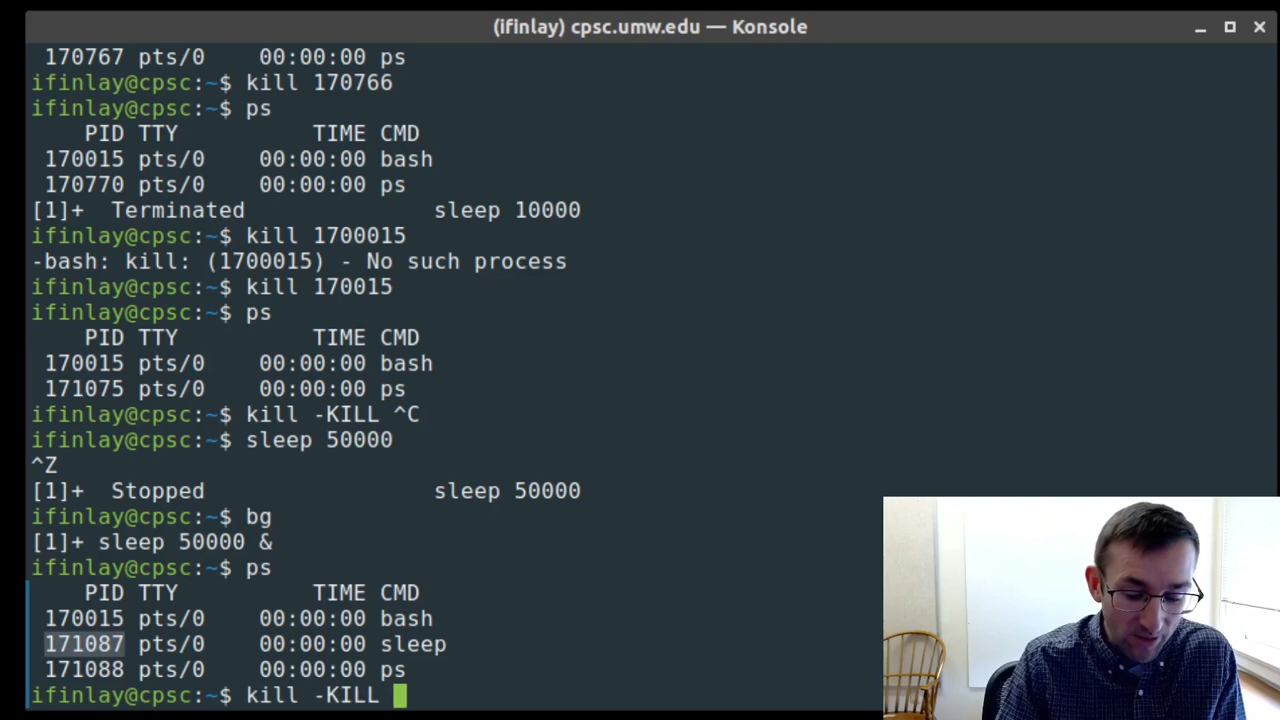 (ifinlay) cpsc.umw.edu — Konsole
170767 pts/0    00:00:00 ps
ifinlay@cpsc:~$ kill 170766
ifinlay@cpsc:~$ ps
    PID TTY          TIME CMD
 170015 pts/0    00:00:00 bash
 170770 pts/0    00:00:00 ps
[1]+  Terminated              sleep 10000
ifinlay@cpsc:~$ kill 1700015
-bash: kill: (1700015) - No such process
ifinlay@cpsc:~$ kill 170015
ifinlay@cpsc:~$ ps
    PID TTY          TIME CMD
 170015 pts/0    00:00:00 bash
 171075 pts/0    00:00:00 ps
ifinlay@cpsc:~$ kill -KILL ^C
ifinlay@cpsc:~$ sleep 50000
^Z
[1]+  Stopped                 sleep 50000
ifinlay@cpsc:~$ bg
[1]+ sleep 50000 &
ifinlay@cpsc:~$ ps
    PID TTY          TIME CMD
 170015 pts/0    00:00:00 bash
 171087 pts/0    00:00:00 sleep
 171088 pts/0    00:00:00 ps
ifinlay@cpsc:~$ kill -KILL